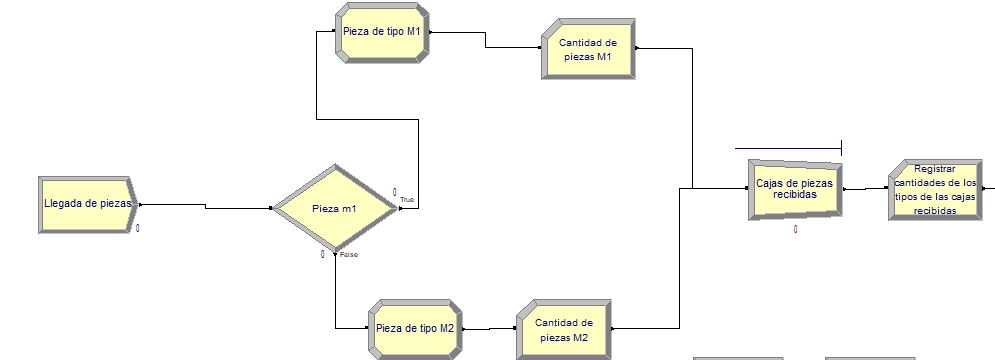 Pieza de tipo M1
Cantidad de
piezas M1
Llegada de piezas
0
Pieza m1
0
True
0
False
Cajas de piezas
recibidas
0
Registrar
cantidades de los
tipos de las cajas
recibidas
Pieza de tipo M2
Cantidad de
piezas M2